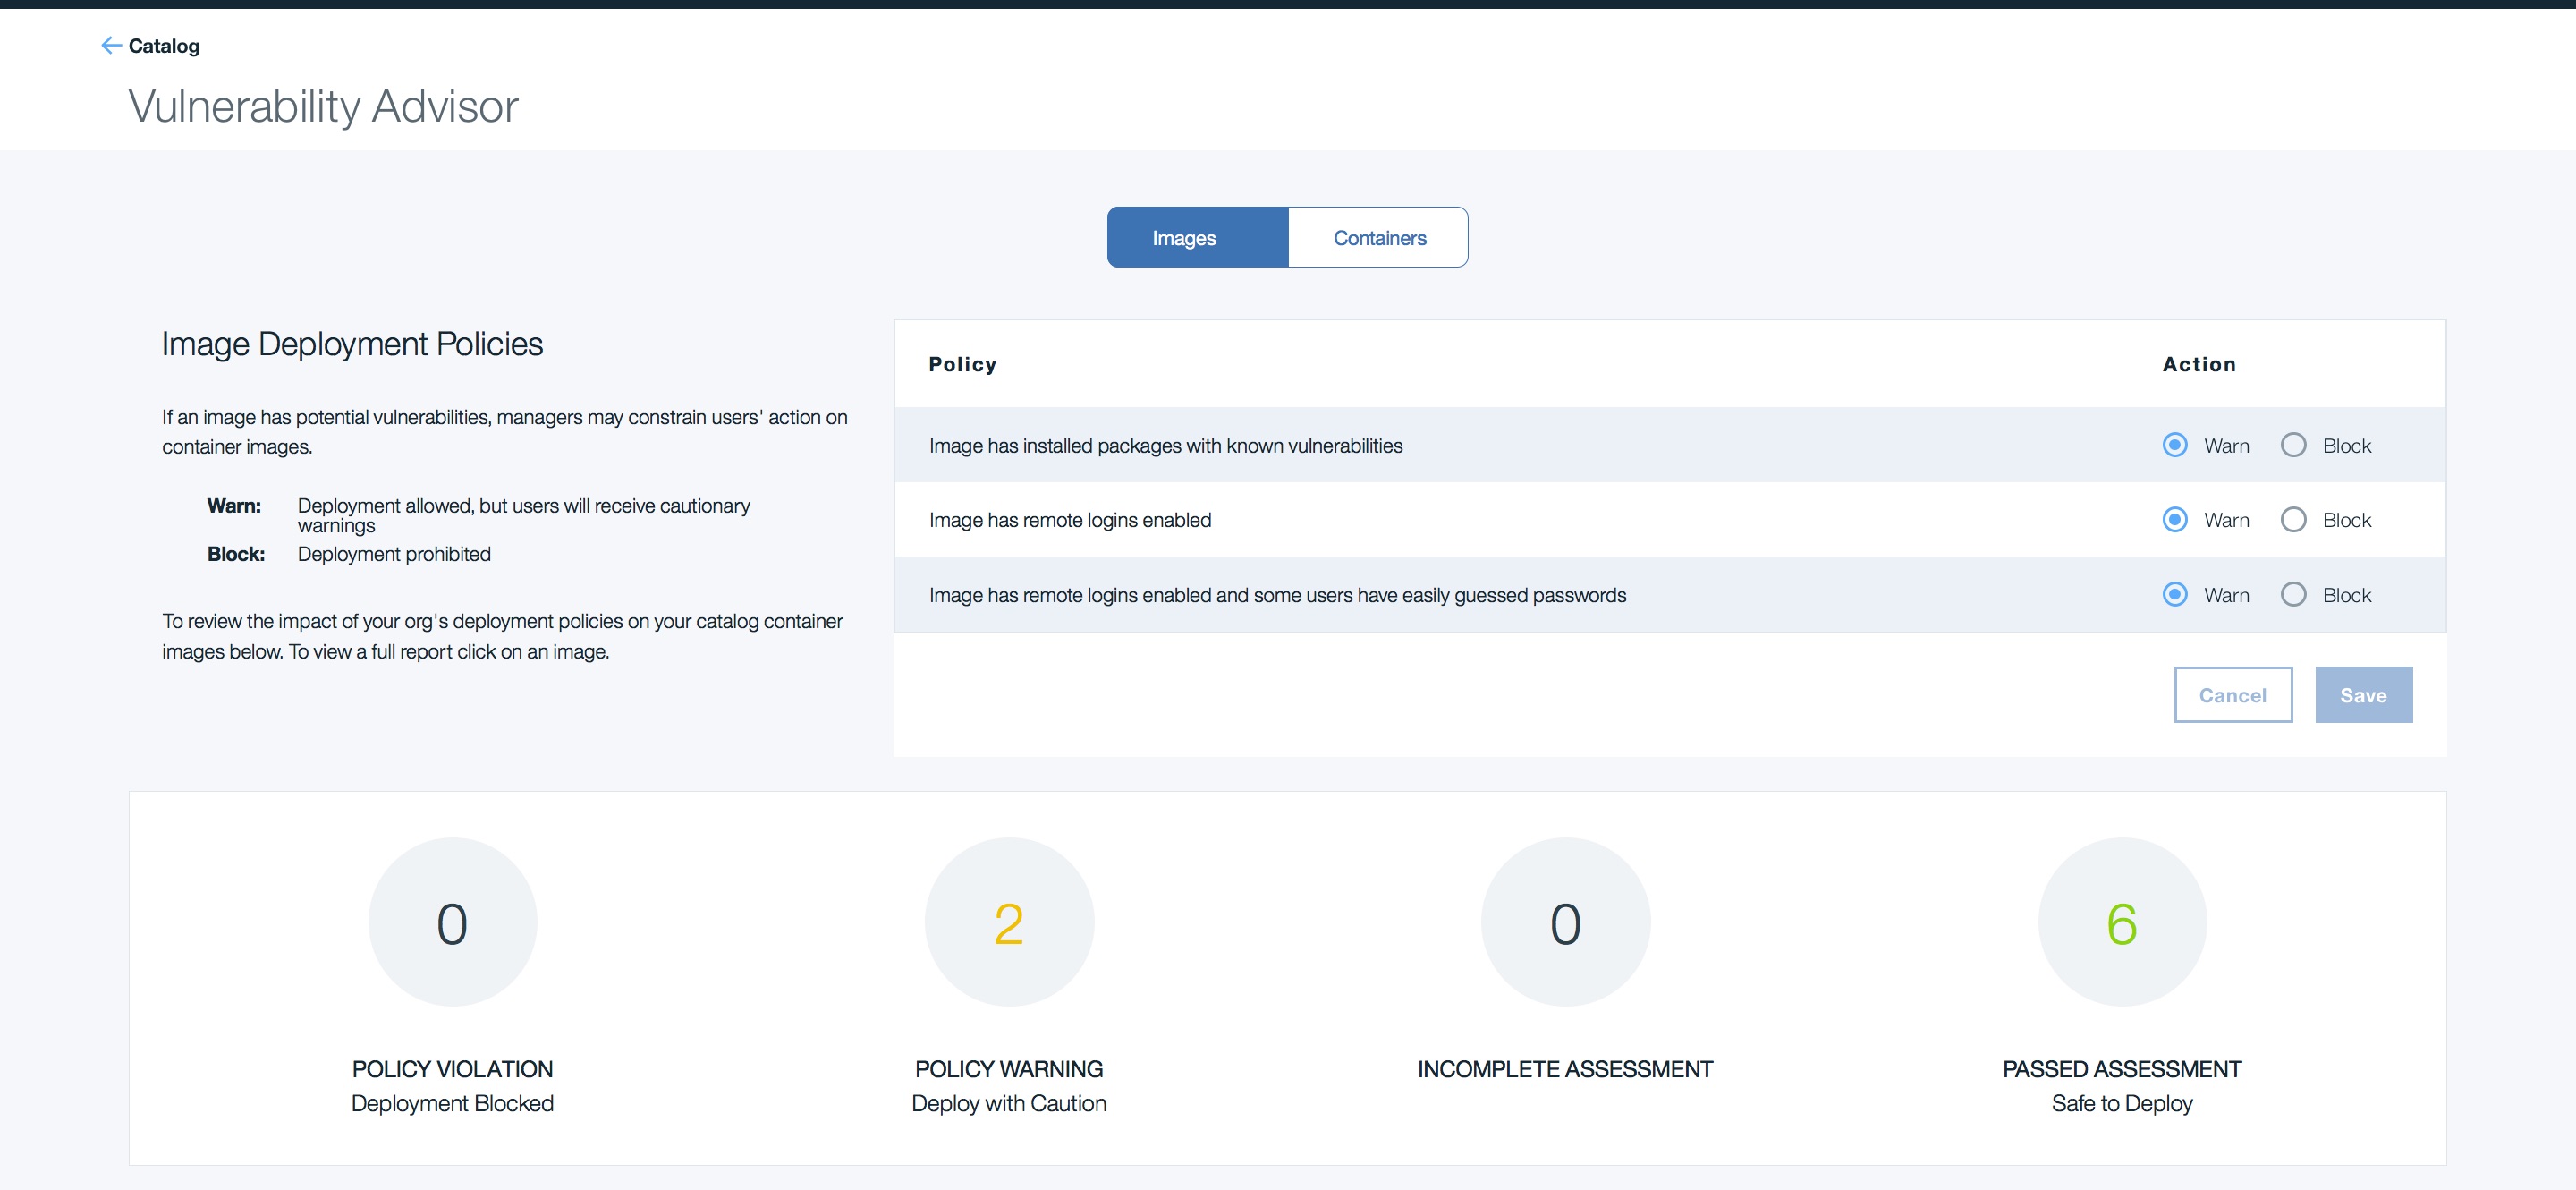 Catalog
Vulnerability Advisor
Images
Containers
Image Deployment Policies
If an image has potential vulnerabilities, managers may constrain users' action on
container images.
Warn: Deployment allowed, but users will receive cautionary
warnings
Block: Deployment prohibited
To review the impact of your org's deployment policies on your catalog container
images below. To view a full report click on an image.
Policy Action
Image has installed packages with known vulnerabilities Warn Block
Image has remote logins enabled Warn Block
Image has remote logins enabled and some users have easily guessed passwords Warn Block
Cancel Save
0
POLICY VIOLATION
Deployment Blocked
2
POLICY WARNING
Deploy with Caution
0
INCOMPLETE ASSESSMENT
6
PASSED ASSESSMENT
Safe to Deploy